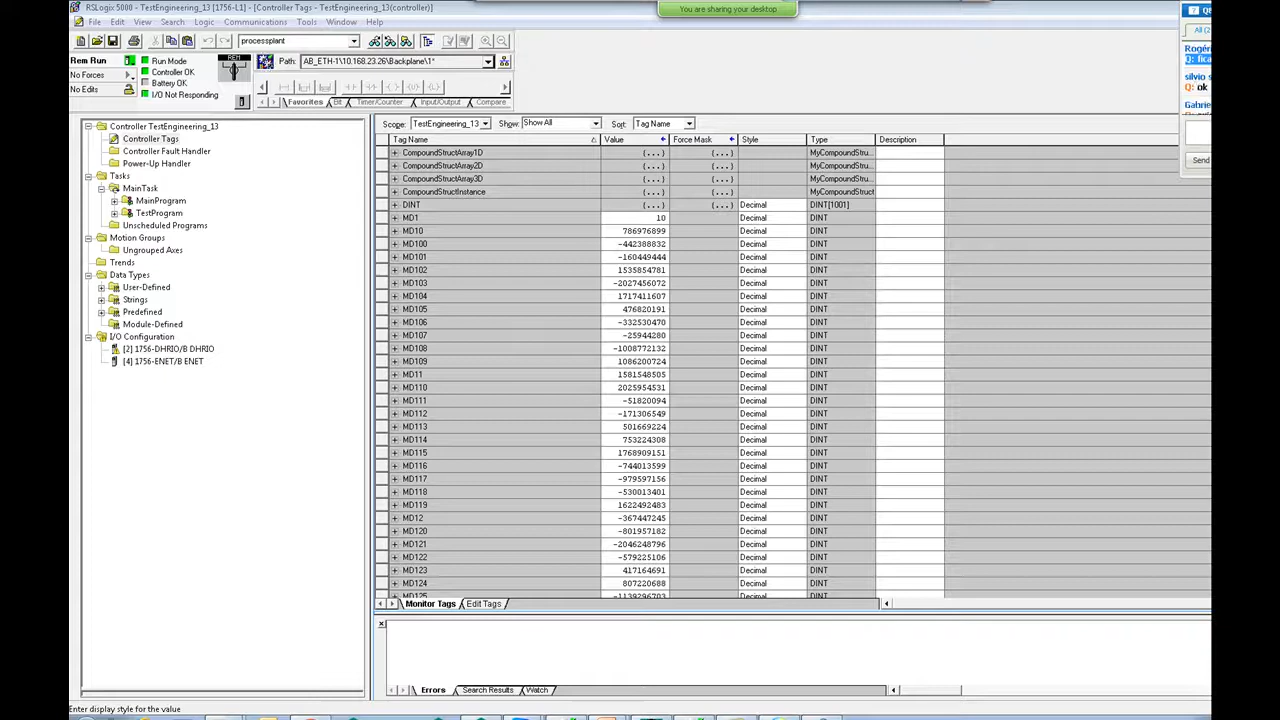 RSLogix 5000 - TestEngineering_13 [1756-L1] - [Controller Tags - TestEngineering_13(controller)]
You are sharing your desktop
File Edit View Search Logic Communications Tools Window Help
processplant
Rem Run
Run Mode
No Forces
Controller OK
Battery OK
No Edits
I/O Not Responding
REM
Path: AB_ETH-1\10.168.23.26\Backplane\1*
Favorites Bit Timer/Counter Input/Output Compare
All (2
Rogéri
Q: fica
silvio s
Q: ok
Gabrie
Send
Controller TestEngineering_13
Controller Tags
Controller Fault Handler
Power-Up Handler
Tasks
MainTask
MainProgram
TestProgram
Unscheduled Programs
Motion Groups
Ungrouped Axes
Trends
Data Types
User-Defined
Strings
Predefined
Module-Defined
I/O Configuration
[2] 1756-DHRIO/B DHRIO
[4] 1756-ENET/B ENET
Scope: TestEngineering_13 Show: Show All Sort: Tag Name
Tag Name Value Force Mask Style Type Description
CompoundStructArray1D {...} {...} MyCompoundStru...
CompoundStructArray2D {...} {...} MyCompoundStru...
CompoundStructArray3D {...} {...} MyCompoundStru...
CompoundStructInstance {...} {...} MyCompoundStruct
DINT {...} {...} Decimal DINT[1001]
MD1 10 Decimal DINT
MD10 786976899 Decimal DINT
MD100 -442388832 Decimal DINT
MD101 -160449444 Decimal DINT
MD102 1535854781 Decimal DINT
MD103 -2027456072 Decimal DINT
MD104 1717411607 Decimal DINT
MD105 476820191 Decimal DINT
MD106 -332530470 Decimal DINT
MD107 -25944280 Decimal DINT
MD108 -1008772132 Decimal DINT
MD109 1086200724 Decimal DINT
MD11 1581548505 Decimal DINT
MD110 2025954531 Decimal DINT
MD111 -51820094 Decimal DINT
MD112 -171306549 Decimal DINT
MD113 501669224 Decimal DINT
MD114 753224308 Decimal DINT
MD115 1768909151 Decimal DINT
MD116 -744013599 Decimal DINT
MD117 -979597156 Decimal DINT
MD118 -530013401 Decimal DINT
MD119 1622492483 Decimal DINT
MD12 -367447245 Decimal DINT
MD120 -801957182 Decimal DINT
MD121 -2046248796 Decimal DINT
MD122 -579225106 Decimal DINT
MD123 417164691 Decimal DINT
MD124 807220688 Decimal DINT
MD125 -1139296703 Decimal DINT
Monitor Tags Edit Tags
Errors Search Results Watch
Enter display style for the value